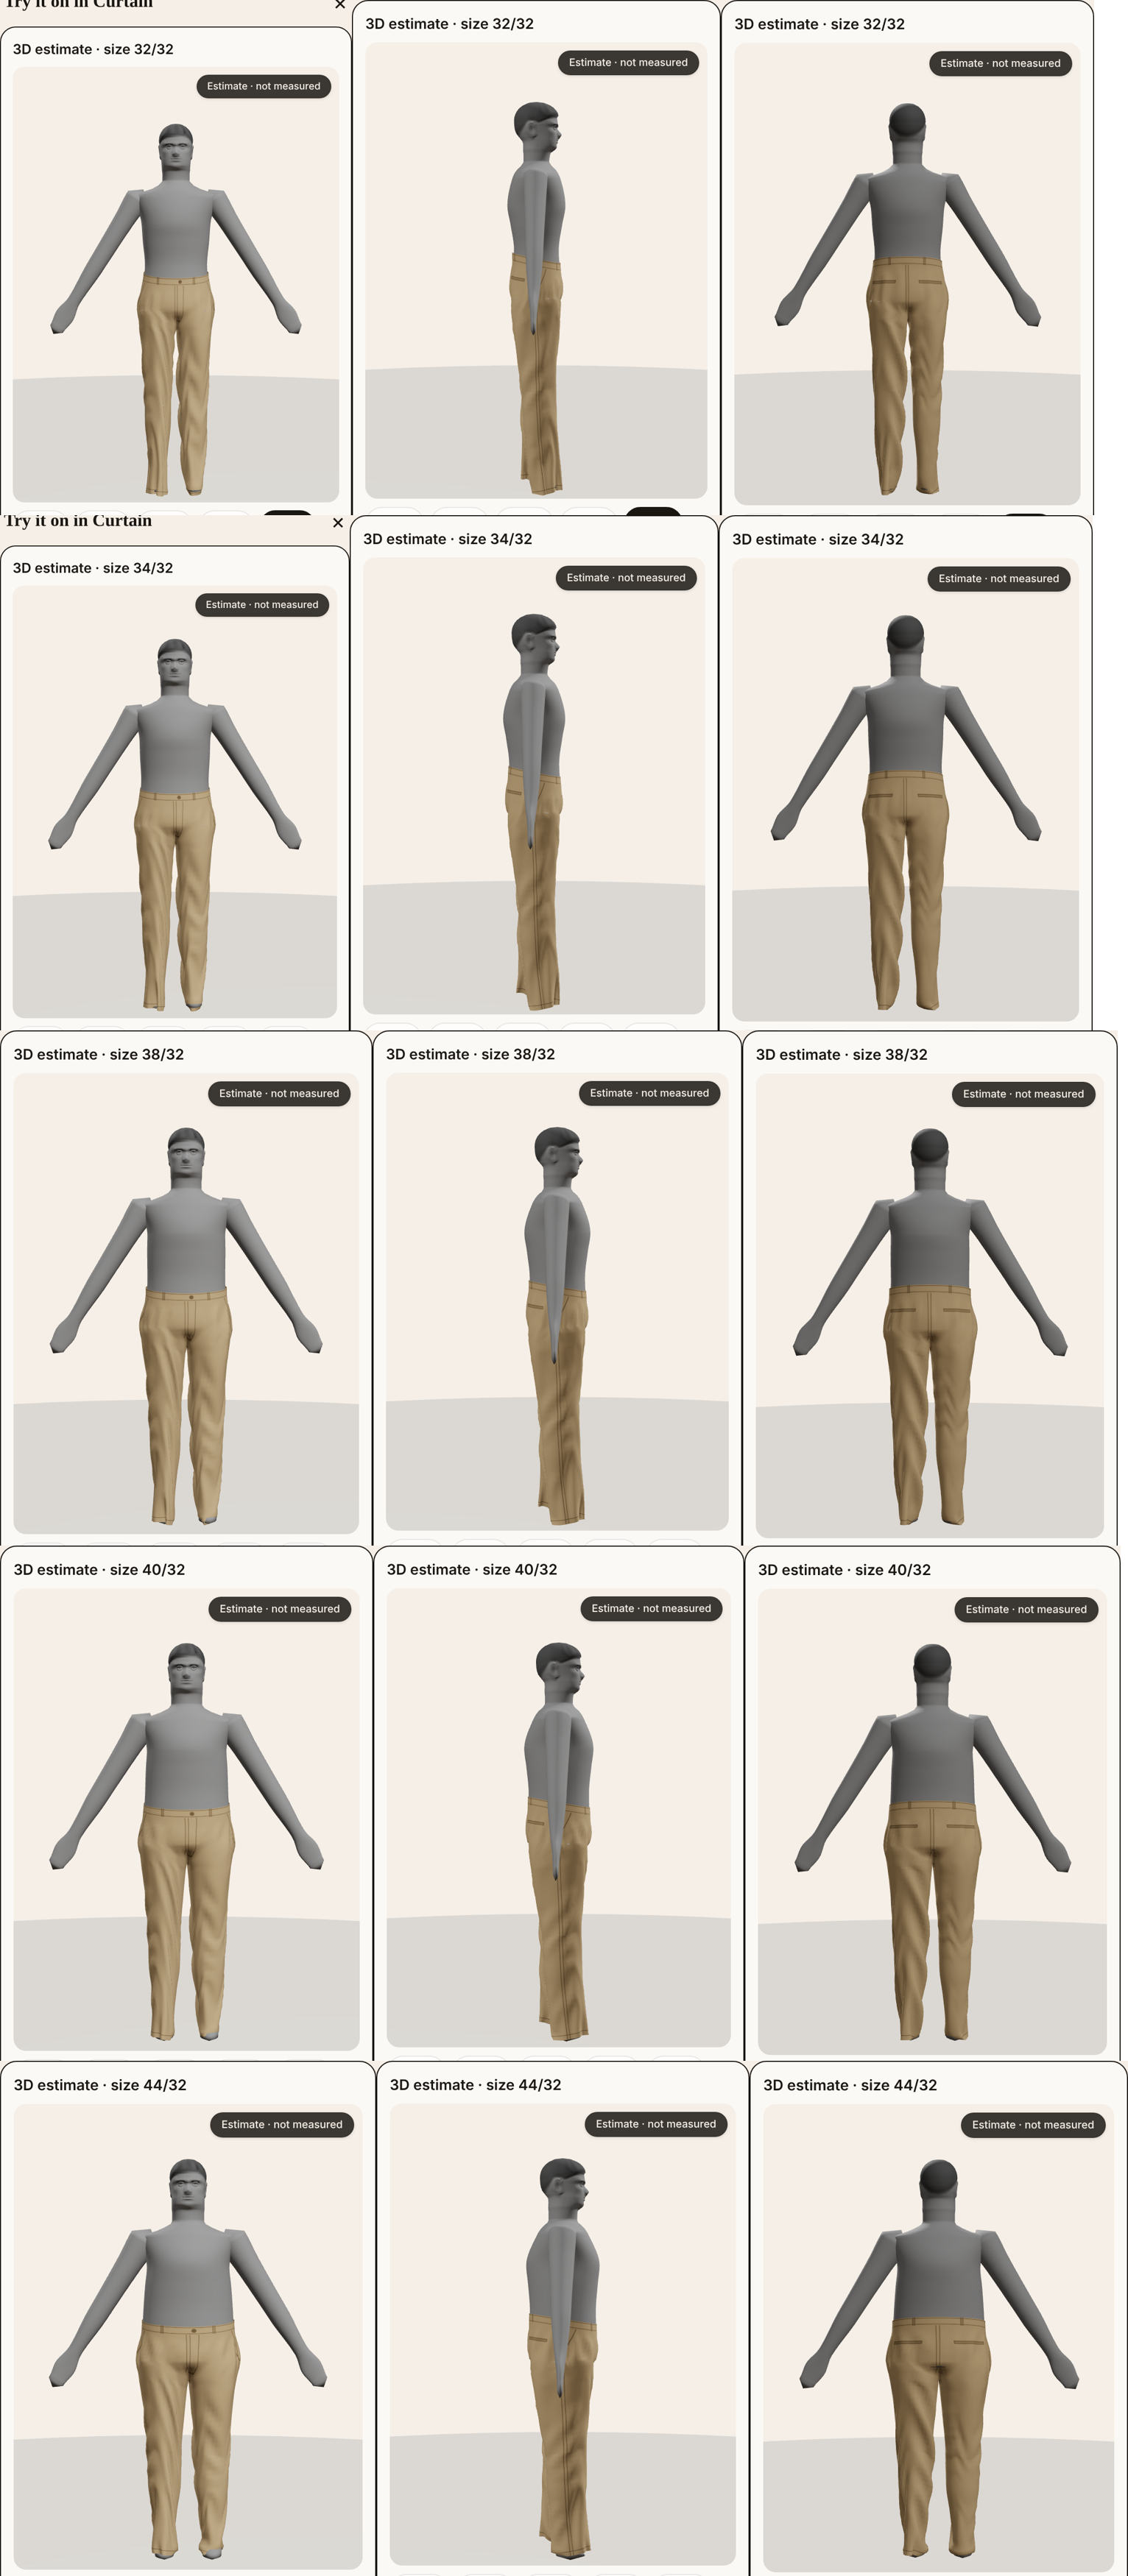 Try it on in Curtain ×
3D estimate · size 32/32
3D estimate · size 32/32
3D estimate · size 32/32
Estimate · not measured
Estimate · not measured
Estimate · not measured
Try it on in Curtain ×
3D estimate · size 34/32
3D estimate · size 34/32
3D estimate · size 34/32
Estimate · not measured
Estimate · not measured
Estimate · not measured
3D estimate · size 38/32
3D estimate · size 38/32
3D estimate · size 38/32
Estimate · not measured
Estimate · not measured
Estimate · not measured
3D estimate · size 40/32
3D estimate · size 40/32
3D estimate · size 40/32
Estimate · not measured
Estimate · not measured
Estimate · not measured
3D estimate · size 44/32
3D estimate · size 44/32
3D estimate · size 44/32
Estimate · not measured
Estimate · not measured
Estimate · not measured